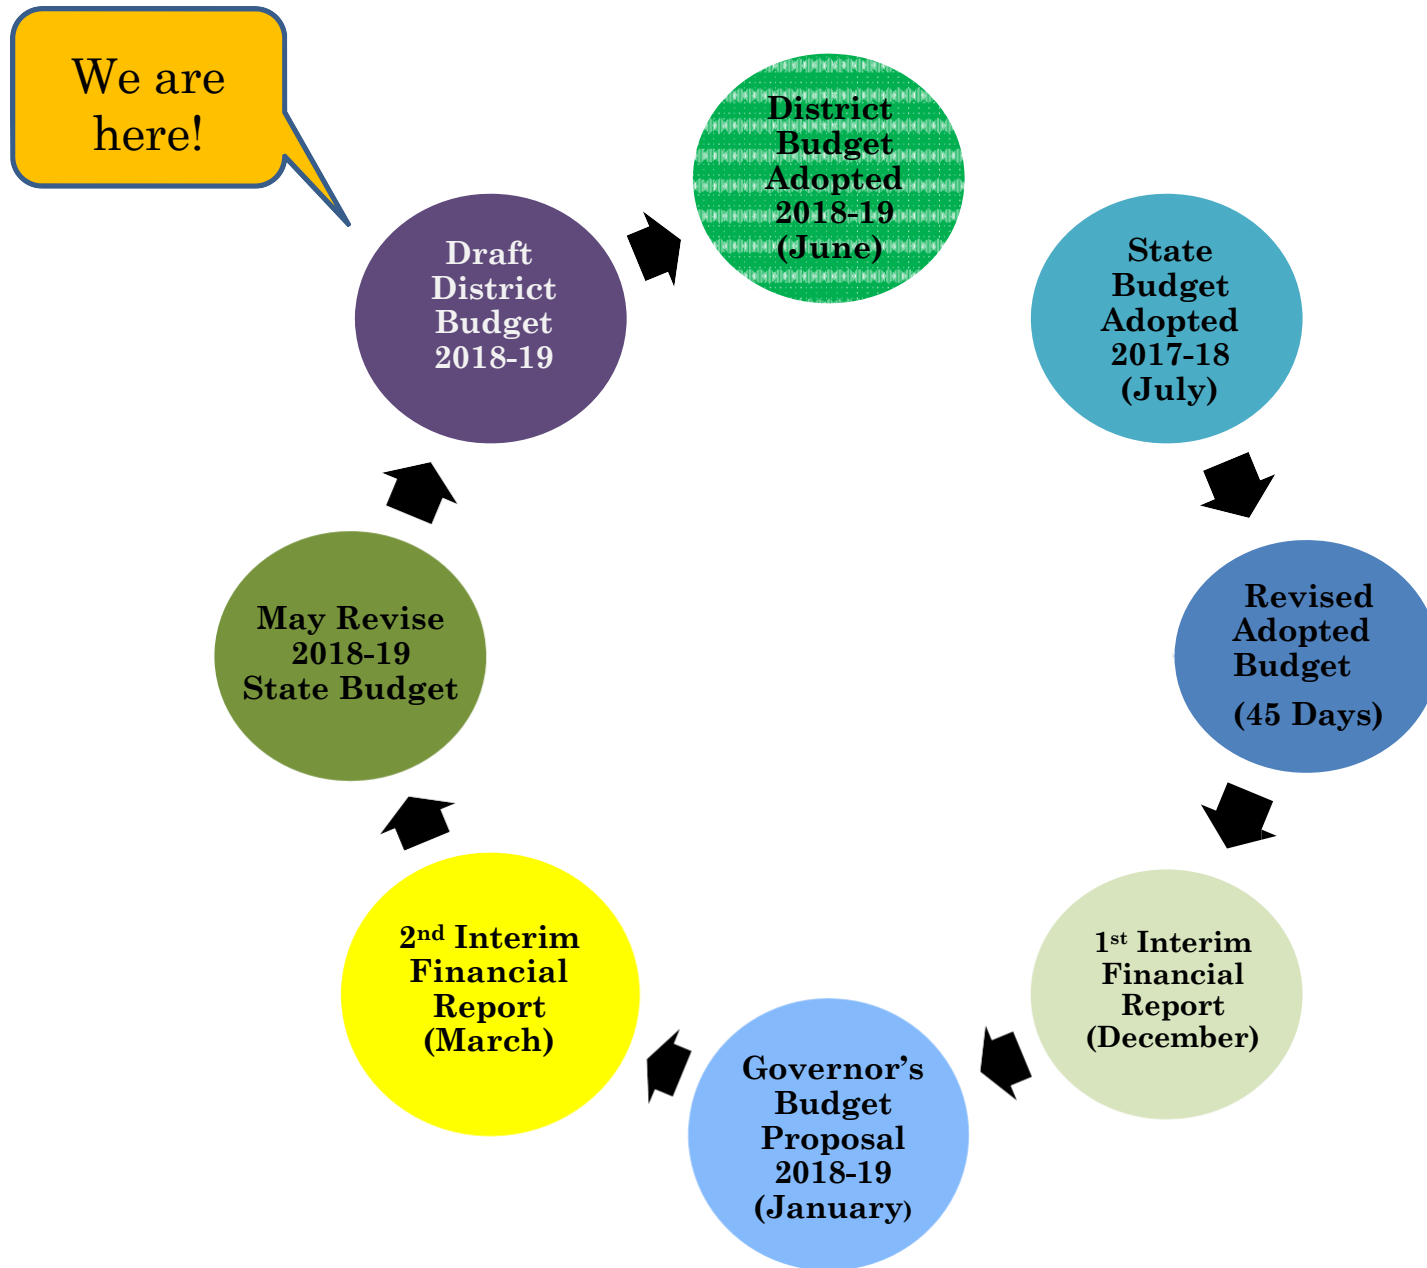 We are
here!
District
Budget
Adopted
2018-19
(June)
State
Budget
Adopted
2017-18
(July)
Revised
Adopted
Budget
(45 Days)
1st Interim
Financial
Report
(December)
Governor’s
Budget
Proposal
2018-19
(January)
2nd Interim
Financial
Report
(March)
May Revise
2018-19
State Budget
Draft
District
Budget
2018-19